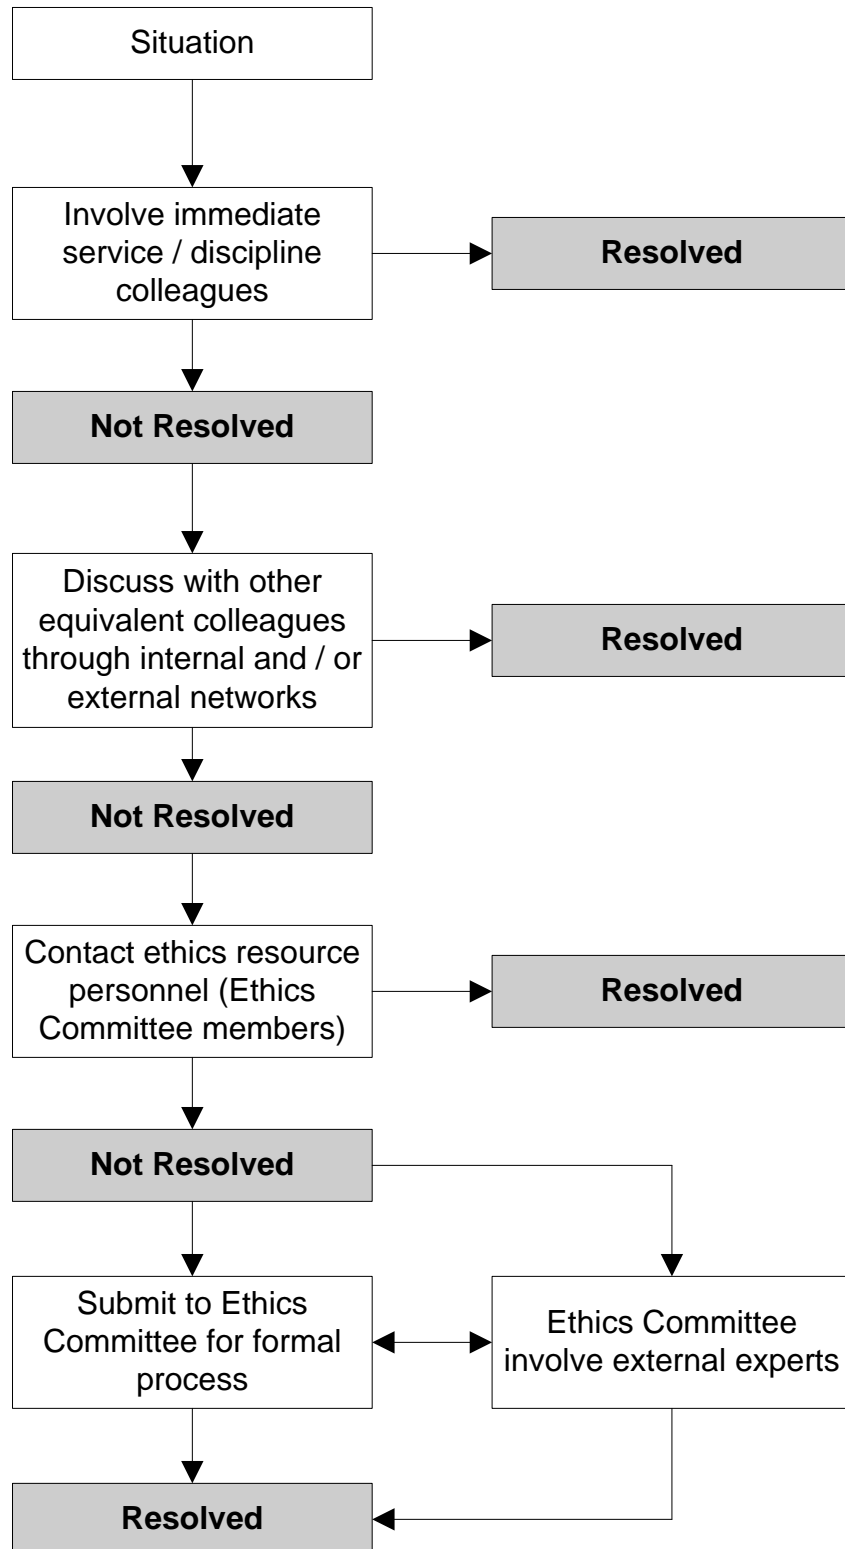 Situation
Involve immediate
service / discipline
colleagues
Resolved
Not Resolved
Discuss with other
equivalent colleagues
through internal and / or
external networks
Resolved
Not Resolved
Contact ethics resource
personnel (Ethics
Committee members)
Resolved
Not Resolved
Submit to Ethics
Committee for formal
process
Ethics Committee
involve external experts
Resolved